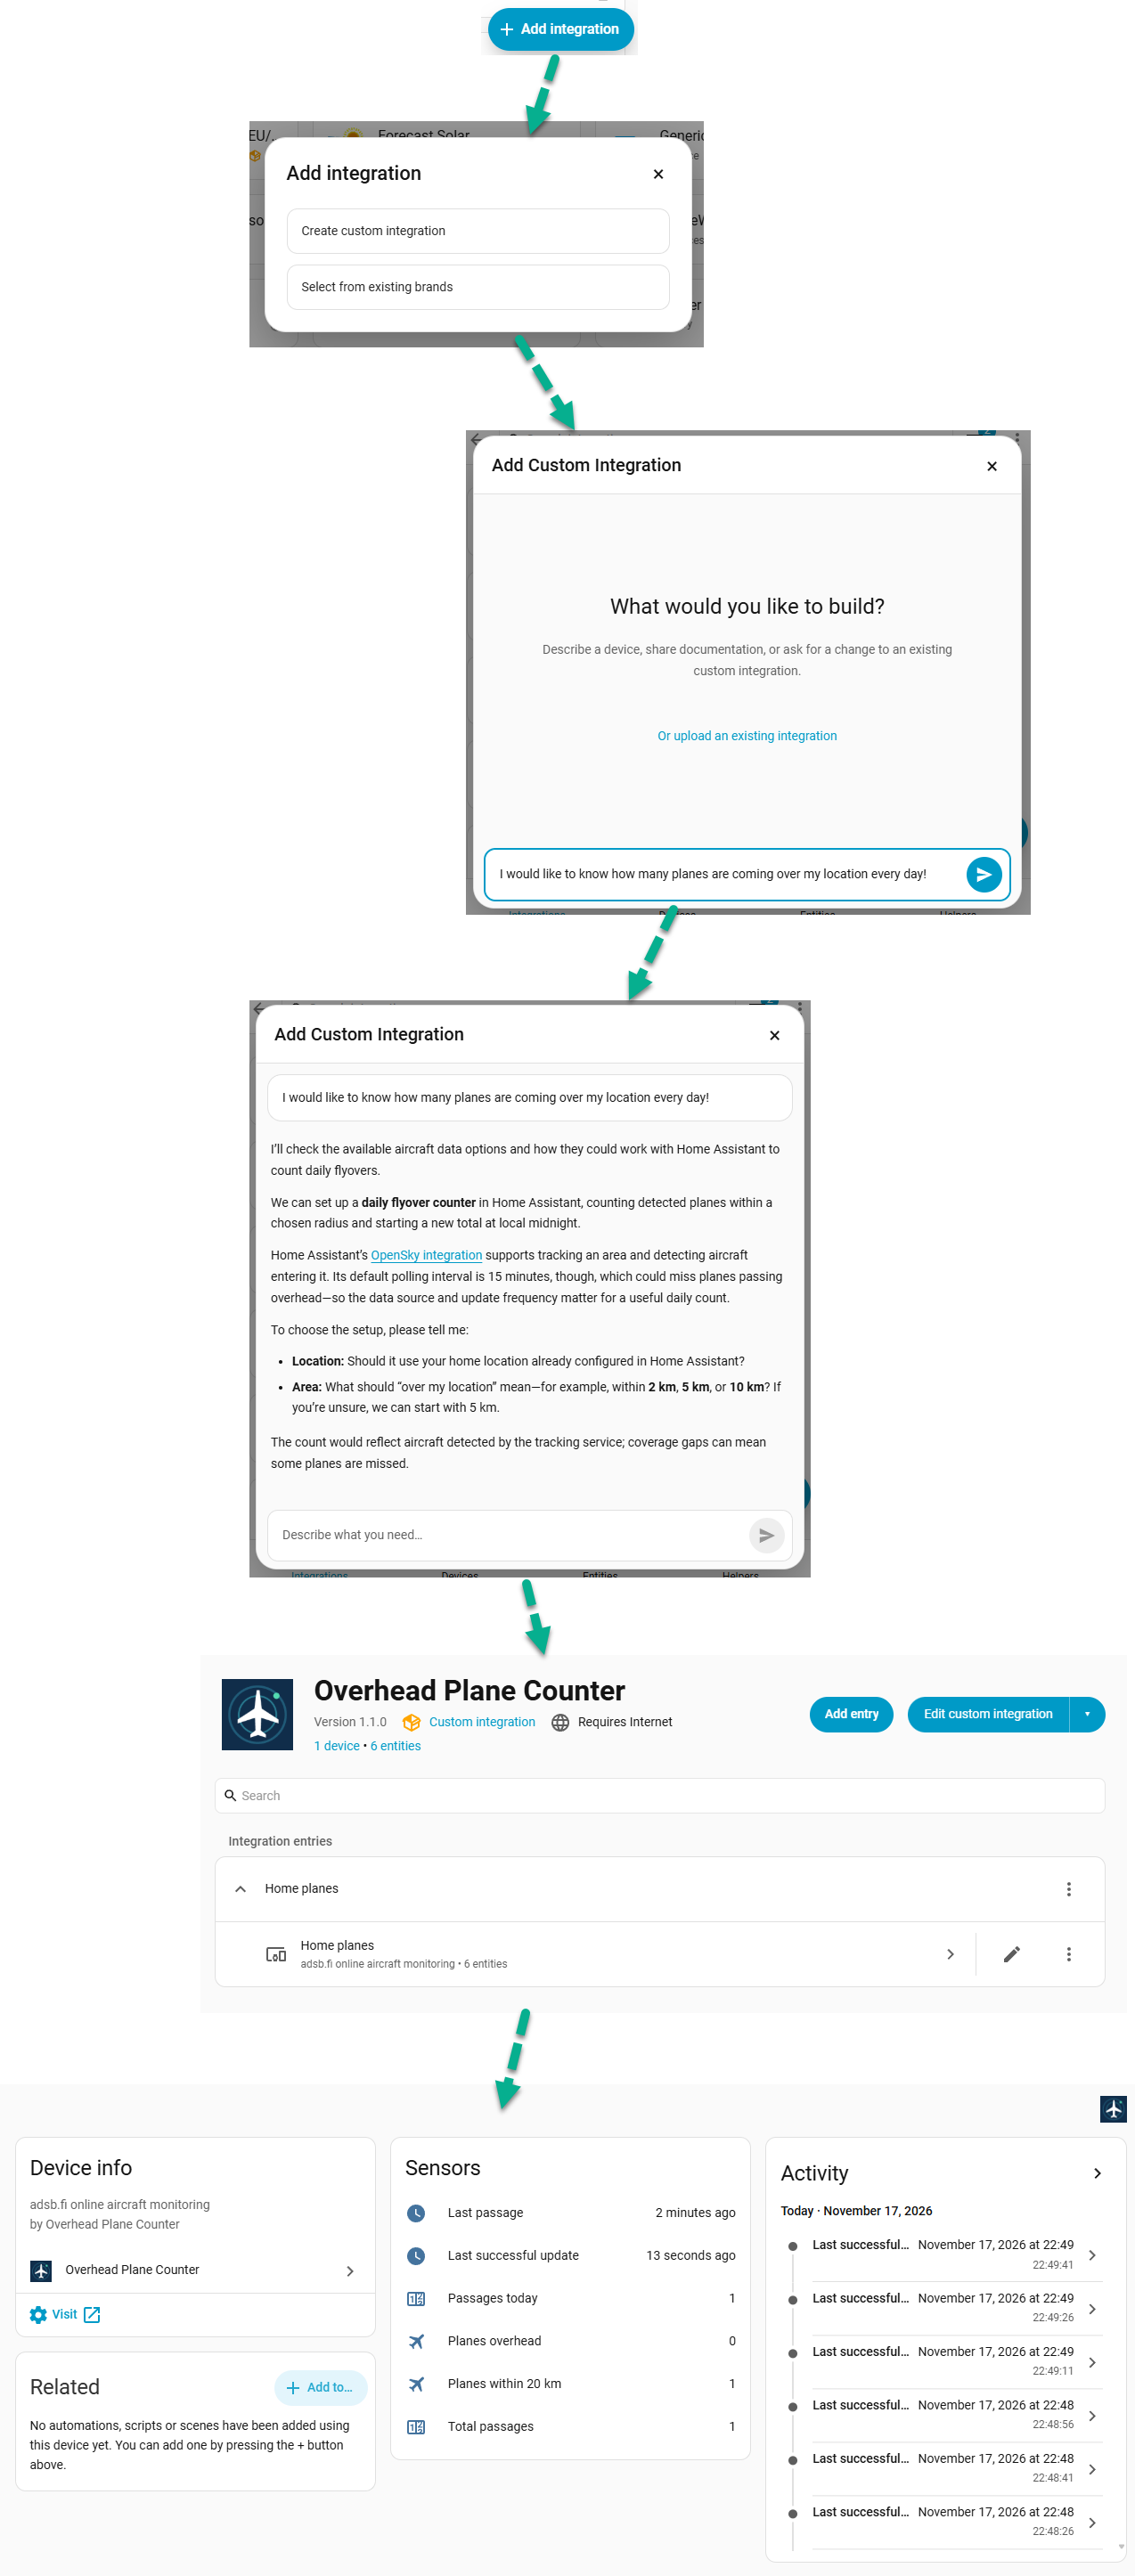 Add integration
EU/...
Forecast Solar
Generic
Add integration
Create custom integration
Select from existing brands
Add Custom Integration
What would you like to build?
Describe a device, share documentation, or ask for a change to an existing
custom integration.
Or upload an existing integration
I would like to know how many planes are coming over my location every day!
Integrations Devices Entities Helpers
Add Custom Integration
I would like to know how many planes are coming over my location every day!
I'll check the available aircraft data options and how they could work with Home Assistant to
count daily flyovers.
We can set up a daily flyover counter in Home Assistant, counting detected planes within a
chosen radius and starting a new total at local midnight.
Home Assistant's OpenSky integration supports tracking an area and detecting aircraft
entering it. Its default polling interval is 15 minutes, though, which could miss planes passing
overhead—so the data source and update frequency matter for a useful daily count.
To choose the setup, please tell me:
• Location: Should it use your home location already configured in Home Assistant?
• Area: What should “over my location” mean—for example, within 2 km, 5 km, or 10 km? If
you're unsure, we can start with 5 km.
The count would reflect aircraft detected by the tracking service; coverage gaps can mean
some planes are missed.
Describe what you need...
Integrations Devices Entities Helpers
Overhead Plane Counter
Version 1.1.0 Custom integration Requires Internet
1 device • 6 entities
Add entry
Edit custom integration
Search
Integration entries
Home planes
Home planes
adsb.fi online aircraft monitoring • 6 entities
Device info
adsb.fi online aircraft monitoring
by Overhead Plane Counter
Overhead Plane Counter
Visit
Related
Add to...
No automations, scripts or scenes have been added using
this device yet. You can add one by pressing the + button
above.
Sensors
Last passage 2 minutes ago
Last successful update 13 seconds ago
Passages today 1
Planes overhead 0
Planes within 20 km 1
Total passages 1
Activity
Today · November 17, 2026
Last successful... November 17, 2026 at 22:49
22:49:41
Last successful... November 17, 2026 at 22:49
22:49:26
Last successful... November 17, 2026 at 22:49
22:49:11
Last successful... November 17, 2026 at 22:48
22:48:56
Last successful... November 17, 2026 at 22:48
22:48:41
Last successful... November 17, 2026 at 22:48
22:48:26